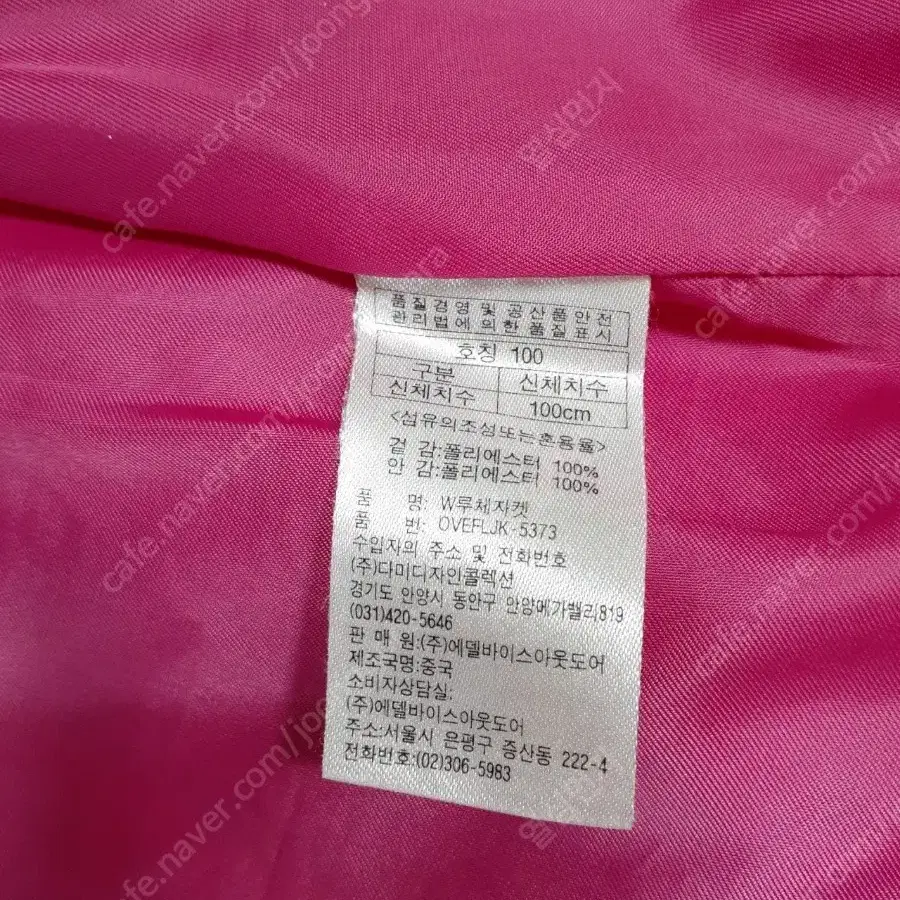 품질경영 및 공산품안전
관리법에 의한 품질표시
호칭 100
구분 신체치수
신체치수 100cm
<섬유의조성또는혼용율>
겉 감:폴리에스터 100%
안 감:폴리에스터 100%
품 명: W루체자켓
품 번: OVEFLJK-5373
수입자의 주소 및 전화번호
(주)다미디자인콜렉션
경기도 안양시 동안구 안양메가밸리819
(031)420-5646
판 매 원:(주)에델바이스아웃도어
제조국명:중국
소비자상담실:
(주)에델바이스아웃도어
주소:서울시 은평구 증산동 222-4
전화번호:(02)306-5983
cafe.naver.com/joongna
열심먼지